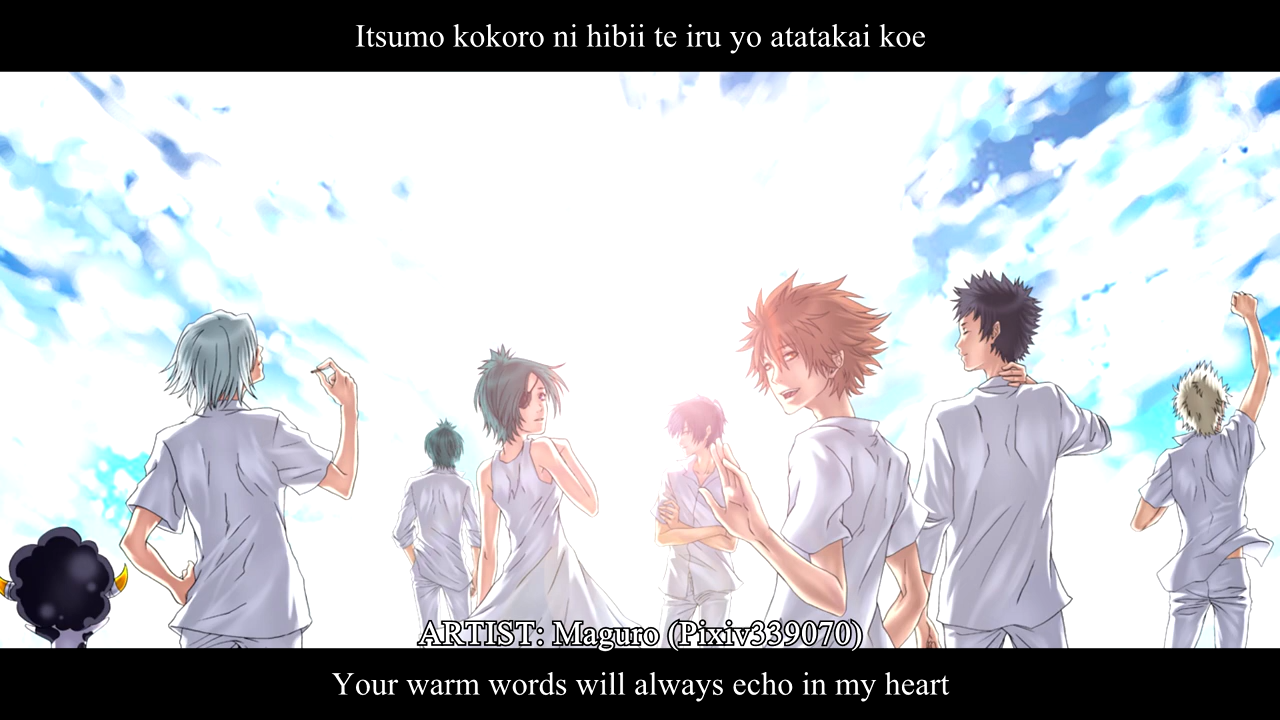 Itsumo kokoro ni hibii te iru yo atatakai koe
ARTIST: Maguro (Pixiv339070)
Your warm words will always echo in my heart